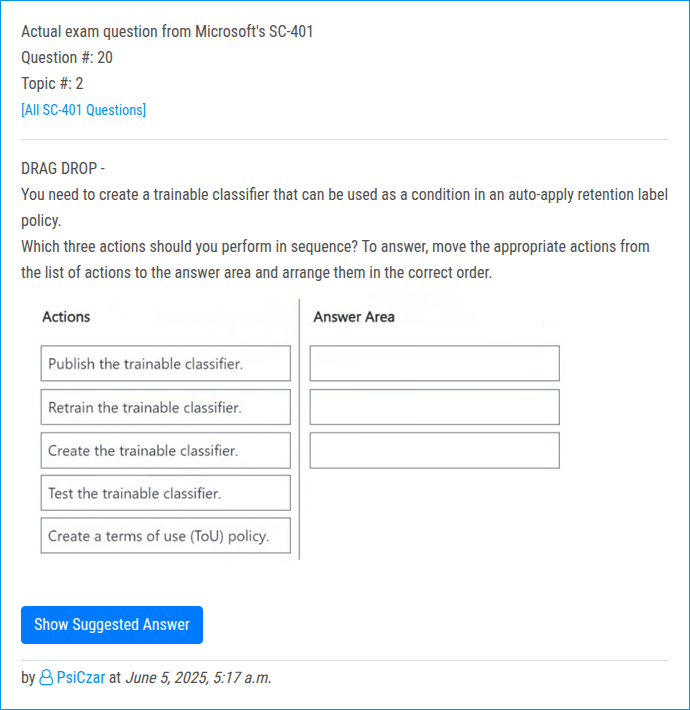 Actual exam question from Microsoft's SC-401
Question #: 20
Topic #: 2
[All SC-401 Questions]
DRAG DROP -
You need to create a trainable classifier that can be used as a condition in an auto-apply retention label
policy.
Which three actions should you perform in sequence? To answer, move the appropriate actions from
the list of actions to the answer area and arrange them in the correct order.
Actions
Answer Area
Publish the trainable classifier.
Retrain the trainable classifier.
Create the trainable classifier.
Test the trainable classifier.
Create a terms of use (ToU) policy.
Show Suggested Answer
by PsiCzar at June 5, 2025, 5:17 a.m.